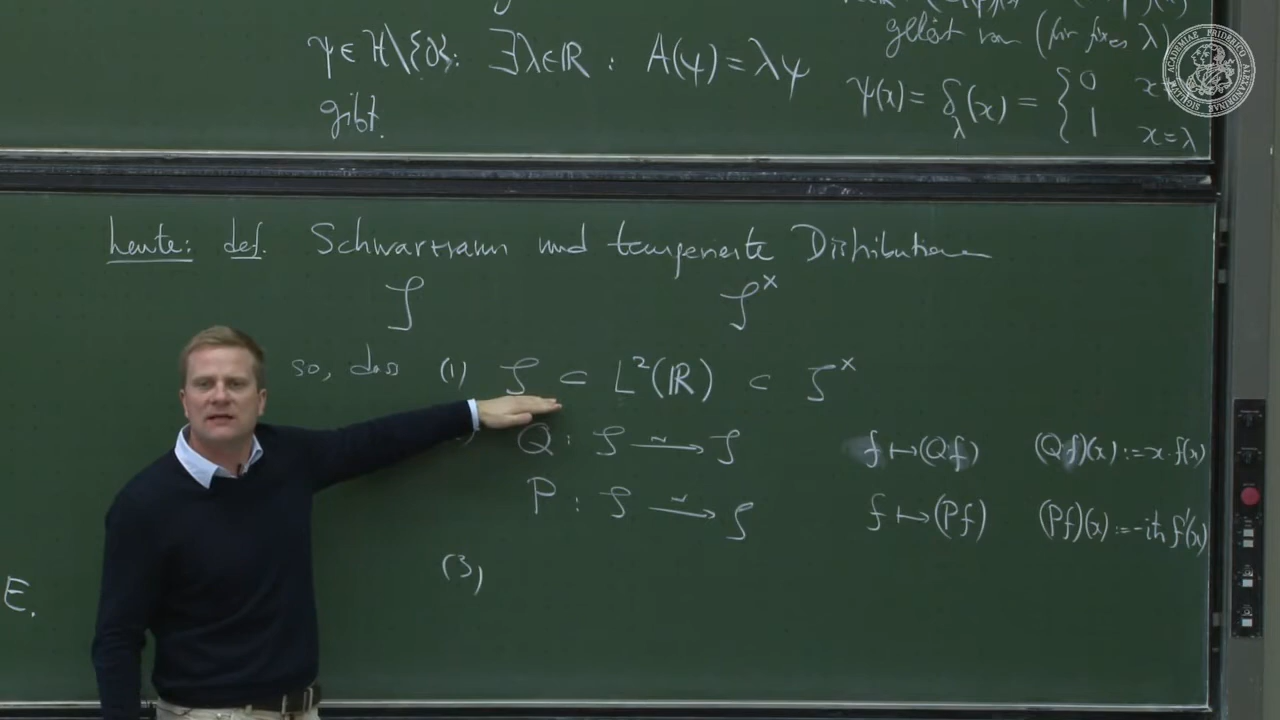 gelöst von (für fixes λ)
ψ∈H\{0}: ∃λ∈ℝ : A(ψ)=λψ
gibt.
ψ(x) = δ_λ(x) = { 0 x
1 x=λ
heute: def. Schwartzraum und temperierte Distributionen
S S^×
so, dass (1) S ⊂ L²(ℝ) ⊂ S^×
Q : S ~→ S f ↦ (Qf) (Qf)(x) := x·f(x)
P : S ~→ S f ↦ (Pf) (Pf)(x) := -iħ f'(x)
(3)
E.